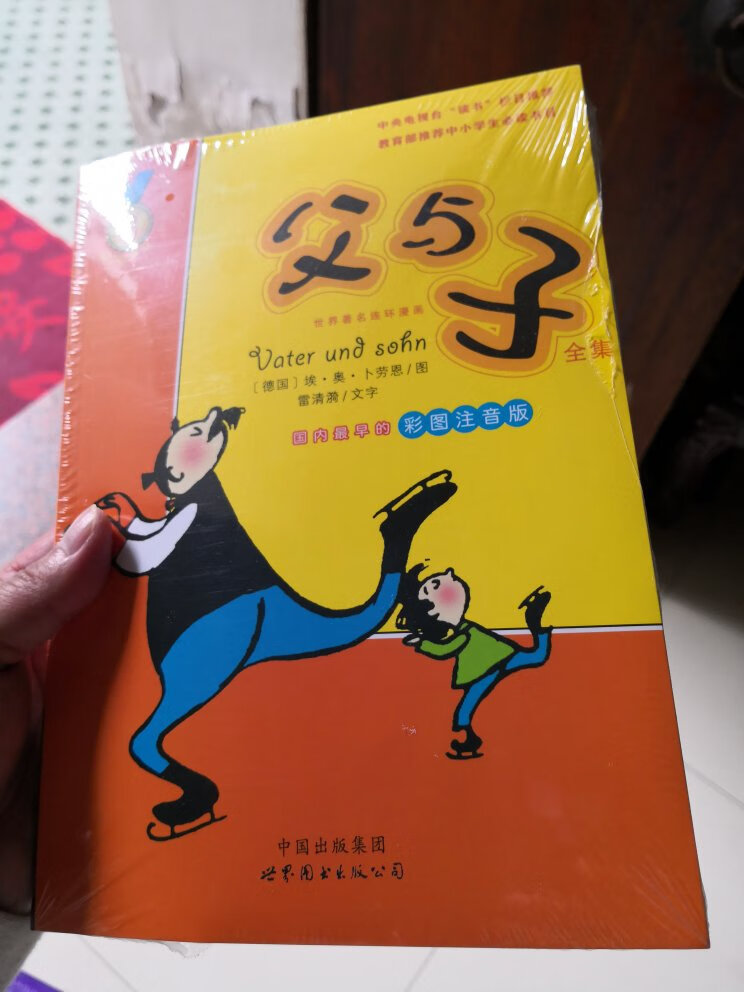 中央电视台“读书”栏目推荐
教育部推荐中小学生必读书目
父与子
全集
世界著名连环漫画
Vater und sohn
〔德国〕埃·奥·卜劳恩/图
雷清漪/文字
国内最早的 彩图注音版
中国出版集团
世界图书出版公司